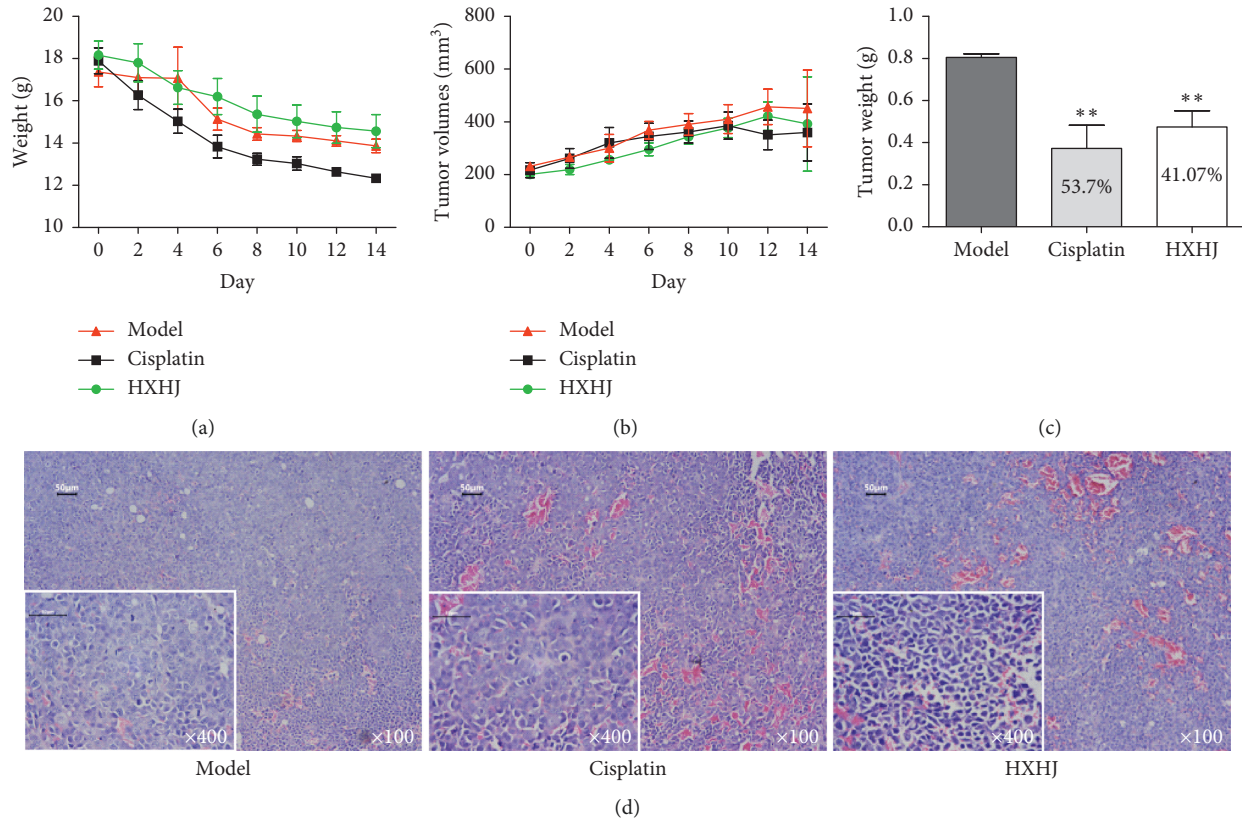 20
18
16
14
12
10
Weight (g)
0 2 4 6 8 10 12 14
Day
Model
Cisplatin
HXHJ
(a)
800
600
400
200
0
Tumor volumes (mm³)
0 2 4 6 8 10 12 14
Day
Model
Cisplatin
HXHJ
(b)
1.0
0.8
0.6
0.4
0.2
0.0
Tumor weight (g)
** **
53.7% 41.07%
Model Cisplatin HXHJ
(c)
50μm
×400 ×100
Model
50μm
×400 ×100
Cisplatin
50μm
×400 ×100
HXHJ
(d)